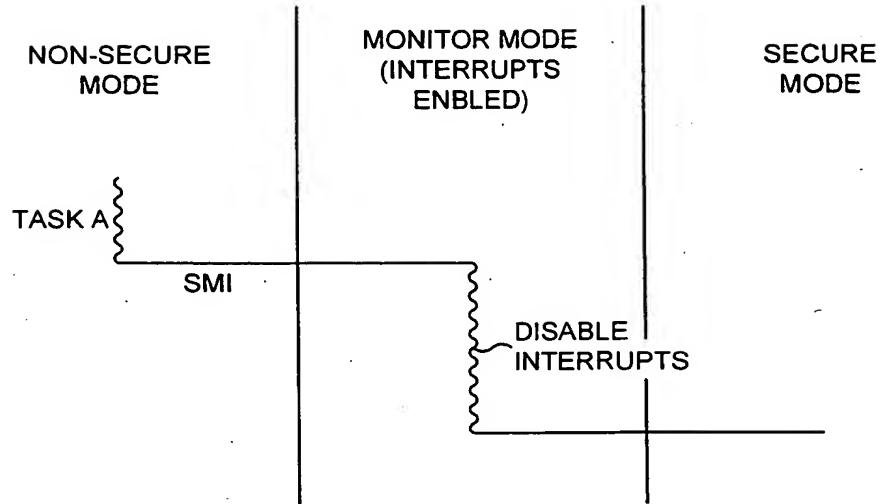 NON-SECURE
MODE
MONITOR MODE
(INTERRUPTS
ENBLED)
SECURE
MODE
TASK A
SMI
DISABLE
INTERRUPTS